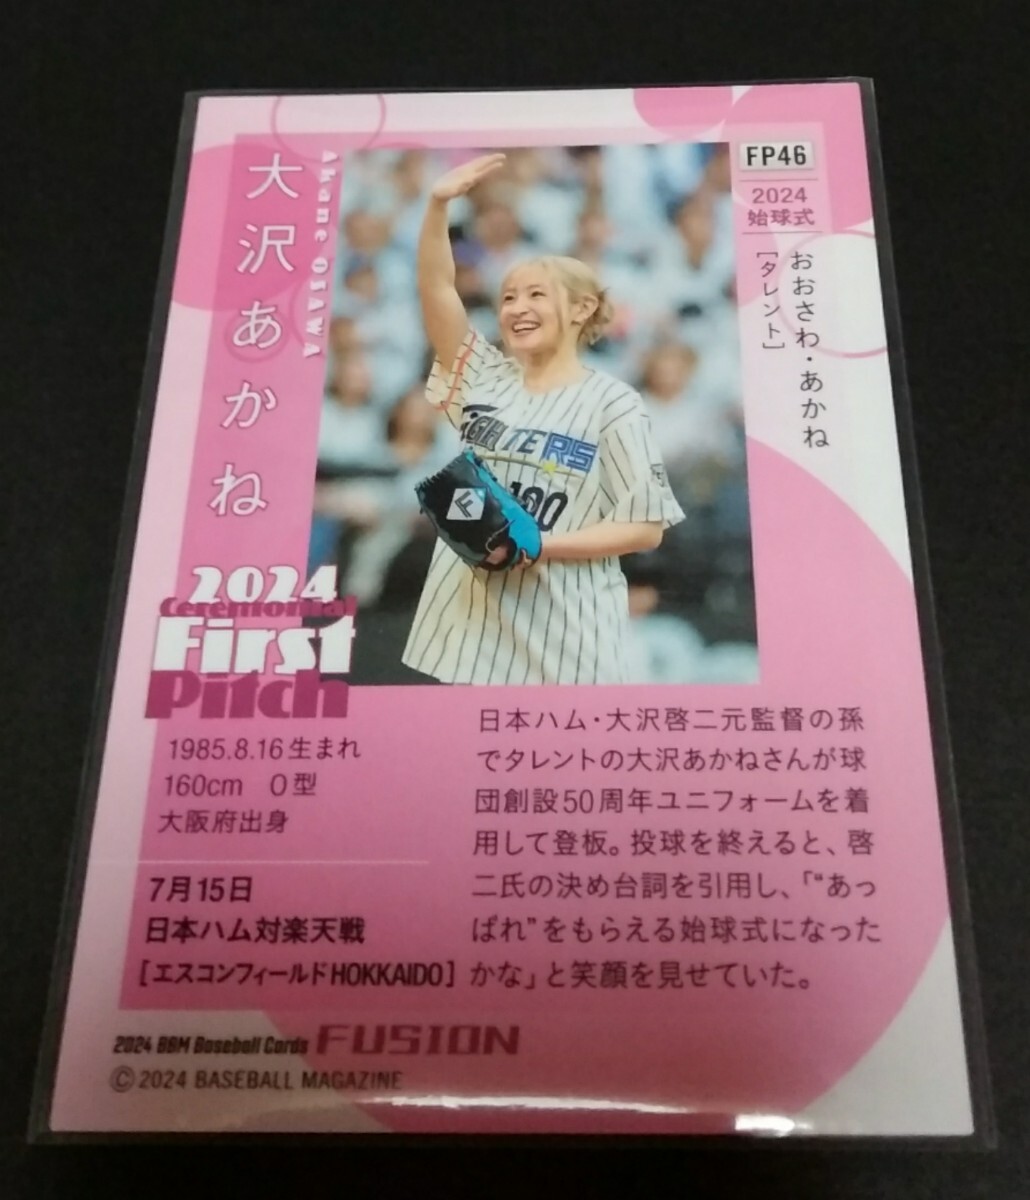 FP46
2024
始球式
おおさわ・あかね
[タレント]
大沢あかね
Akane OSAWA
FIGHTERS
100
F
2024
Ceremonial
First
Pitch
1985.8.16生まれ
160cm O型
大阪府出身
7月15日
日本ハム対楽天戦
[エスコンフィールドHOKKAIDO]
日本ハム・大沢啓二元監督の孫
でタレントの大沢あかねさんが球
団創設50周年ユニフォームを着
用して登板。投球を終えると、啓
二氏の決め台詞を引用し、「“あっ
ぱれ”をもらえる始球式になった
かな」と笑顔を見せていた。
2024 BBM Baseball Cards FUSION
© 2024 BASEBALL MAGAZINE